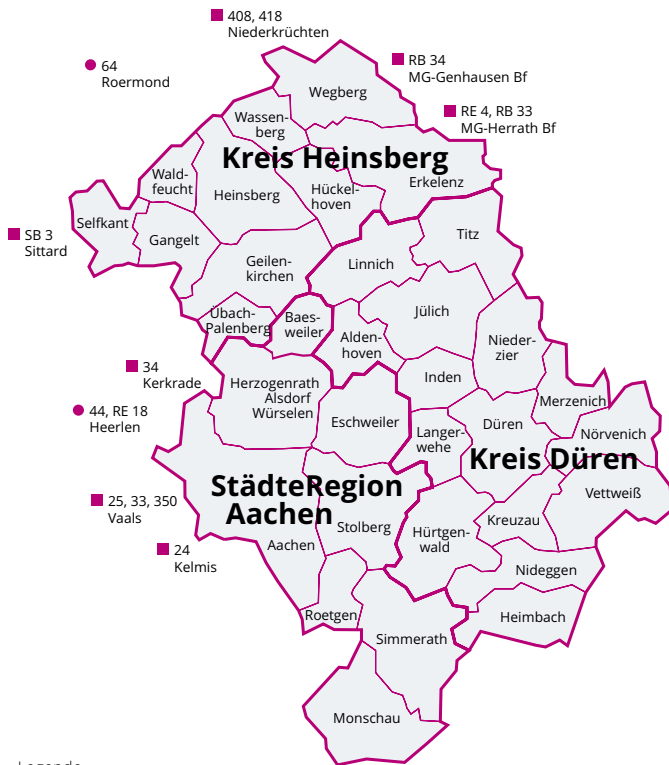 408, 418
Niederkrüchten
64
Roermond
RB 34
MG-Genhausen Bf
Wegberg
RE 4, RB 33
MG-Herrath Bf
Wassen-
berg
Kreis Heinsberg
Wald-
feucht
Heinsberg
Hückel-
hoven
Erkelenz
Selfkant
SB 3
Sittard
Gangelt
Titz
Geilen-
kirchen
Linnich
Übach-
Palenberg
Baes-
weiler
Jülich
Alden-
hoven
Nieder-
zier
34
Kerkrade
Herzogenrath
Alsdorf
Würselen
Inden
Merzenich
44, RE 18
Heerlen
Eschweiler
Langer-
wehe
Düren
Nörvenich
Kreis Düren
StädteRegion
Aachen
Vettweiß
25, 33, 350
Vaals
Stolberg
Hürtgen-
wald
Kreuzau
24
Kelmis
Aachen
Nideggen
Roetgen
Heimbach
Simmerath
Monschau
Legende